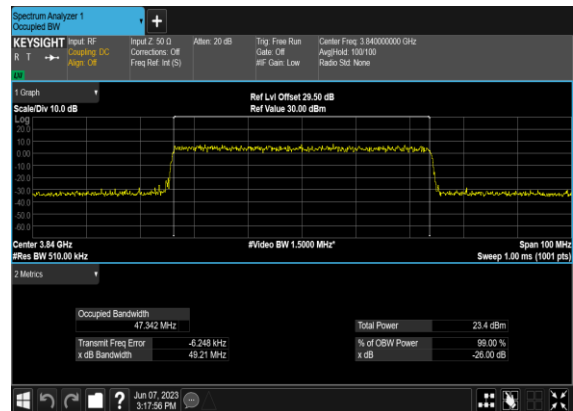 Spectrum Analyzer 1
Occupied BW
KEYSIGHT
R T
LW
Input: RF
Coupling: DC
Align: Off
Input Z: 50 Ω
Corrections: Off
Freq Ref: Int (S)
Atten: 20 dB
Trig: Free Run
Gate: Off
#IF Gain: Low
Center Freq: 3.840000000 GHz
Avg|Hold: 100/100
Radio Std: None
1 Graph
Scale/Div 10.0 dB
Ref Lvl Offset 29.50 dB
Ref Value 30.00 dBm
Log
20.0
10.0
0.00
-10.0
-20.0
-30.0
-40.0
-50.0
-60.0
Center 3.84 GHz
#Res BW 510.00 kHz
#Video BW 1.5000 MHz*
Span 100 MHz
Sweep 1.00 ms (1001 pts)
2 Metrics
Occupied Bandwidth
47.342 MHz
Transmit Freq Error -6.248 kHz
x dB Bandwidth 49.21 MHz
Total Power 23.4 dBm
% of OBW Power 99.00 %
x dB -26.00 dB
?
Jun 07, 2023
3:17:56 PM